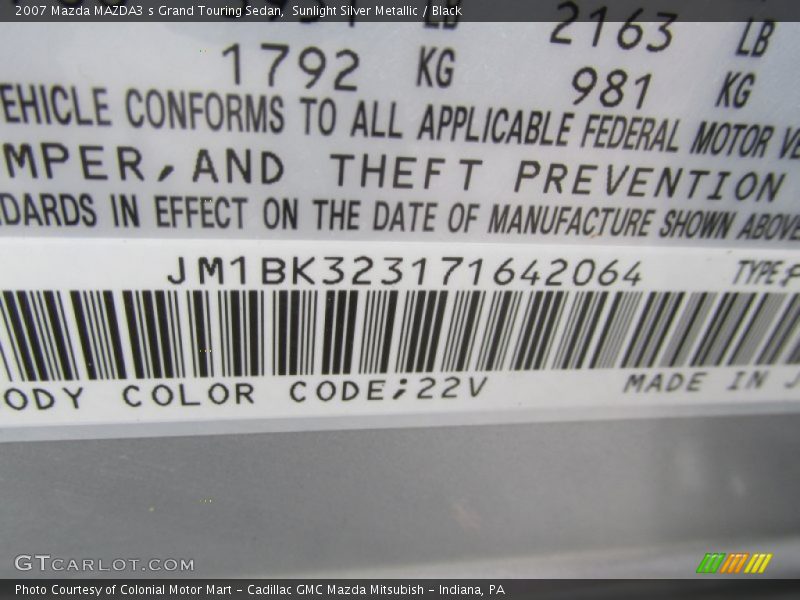 2007 Mazda MAZDA3 s Grand Touring Sedan,  Sunlight Silver Metallic / Black
LB 2163 LB
1792 KG 981 KG
EHICLE CONFORMS TO ALL APPLICABLE FEDERAL MOTOR VE
MPER, AND THEFT PREVENTION
NDARDS IN EFFECT ON THE DATE OF MANUFACTURE SHOWN ABOVE
JM1BK323171642064 TYPE;P
ODY COLOR CODE;22V MADE IN J
GTCARLOT.COM
Photo Courtesy of Colonial Motor Mart - Cadillac GMC Mazda Mitsubish - Indiana, PA